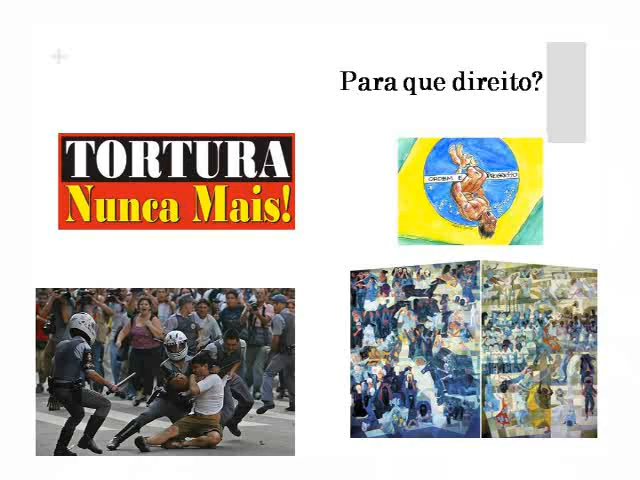 Para que direito?
TORTURA
Nunca Mais!
ORDEM E PROGRESSO